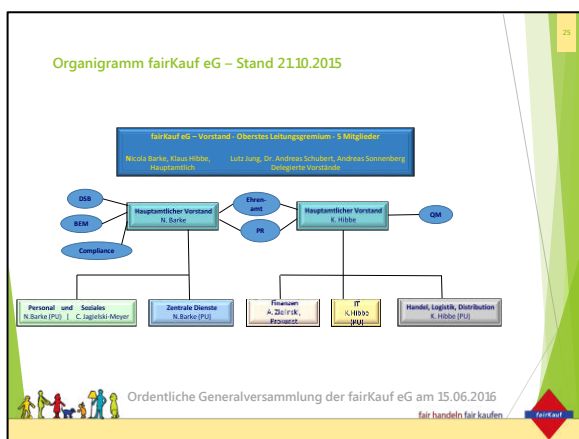 25
Organigramm fairKauf eG – Stand 21.10.2015
fairKauf eG – Vorstand - Oberstes Leitungsgremium - 5 Mitglieder
Nicola Barke, Klaus Hibbe, Lutz Jung, Dr. Andreas Schubert, Andreas Sonnenberg
Hauptamtlich Delegierte Vorstände
DSB
BEM
Compliance
Hauptamtlicher Vorstand
N. Barke
Ehren-
amt
PR
Hauptamtlicher Vorstand
K. Hibbe
QM
Personal und Soziales
N.Barke (PU) | C. Jagielski-Meyer
Zentrale Dienste
N.Barke (PU)
Finanzen
A. Zielinski,
Prokurist
IT
K.Hibbe
(PU)
Handel, Logistik, Distribution
K. Hibbe (PU)
Ordentliche Generalversammlung der fairKauf eG am 15.06.2016
fair handeln fair kaufen
fairKauf